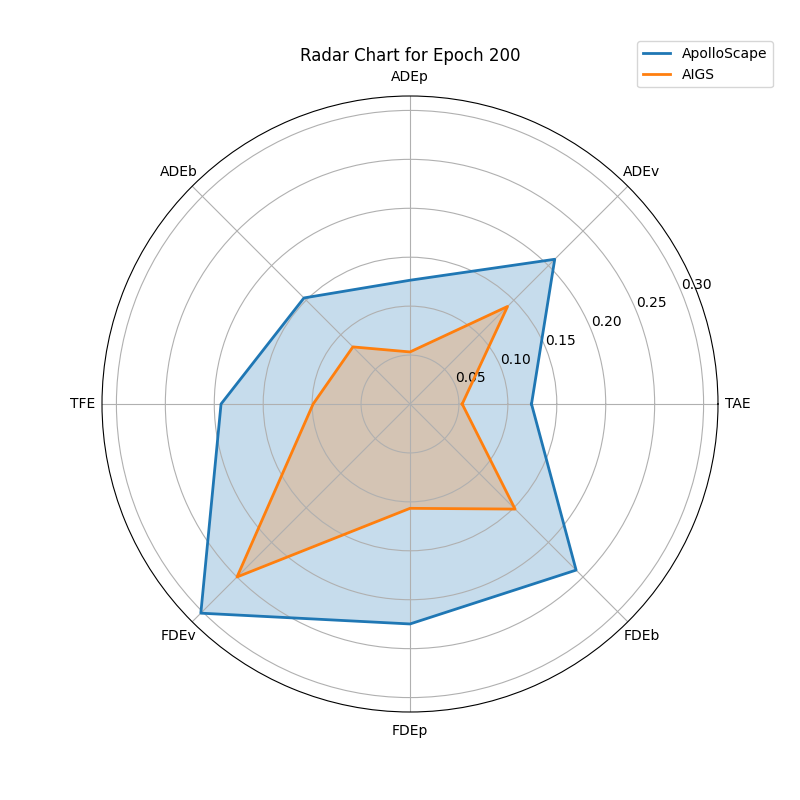 Radar Chart for Epoch 200
ApolloScape
AIGS
ADEp
ADEb
ADEv
0.30
0.25
0.20
0.15
0.10
0.05
TFE
TAE
FDEv
FDEb
FDEp